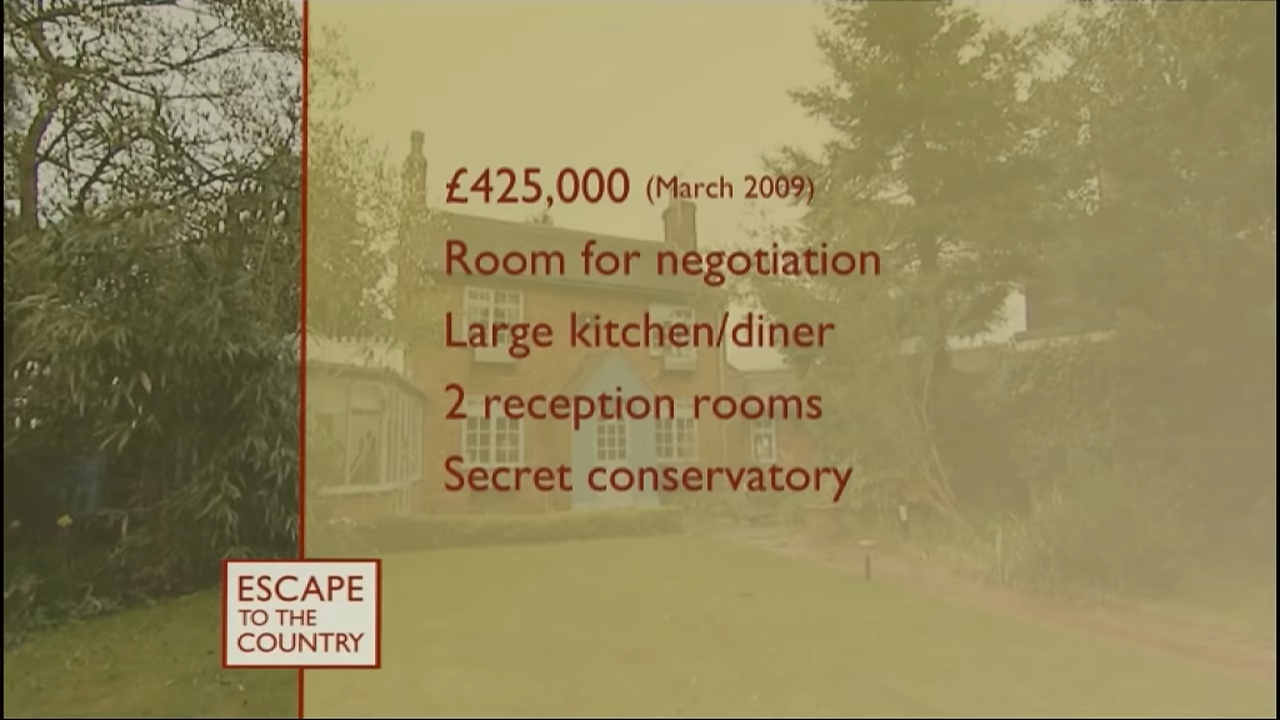 £425,000 (March 2009)
Room for negotiation
Large kitchen/diner
2 reception rooms
Secret conservatory
ESCAPE
TO THE
COUNTRY